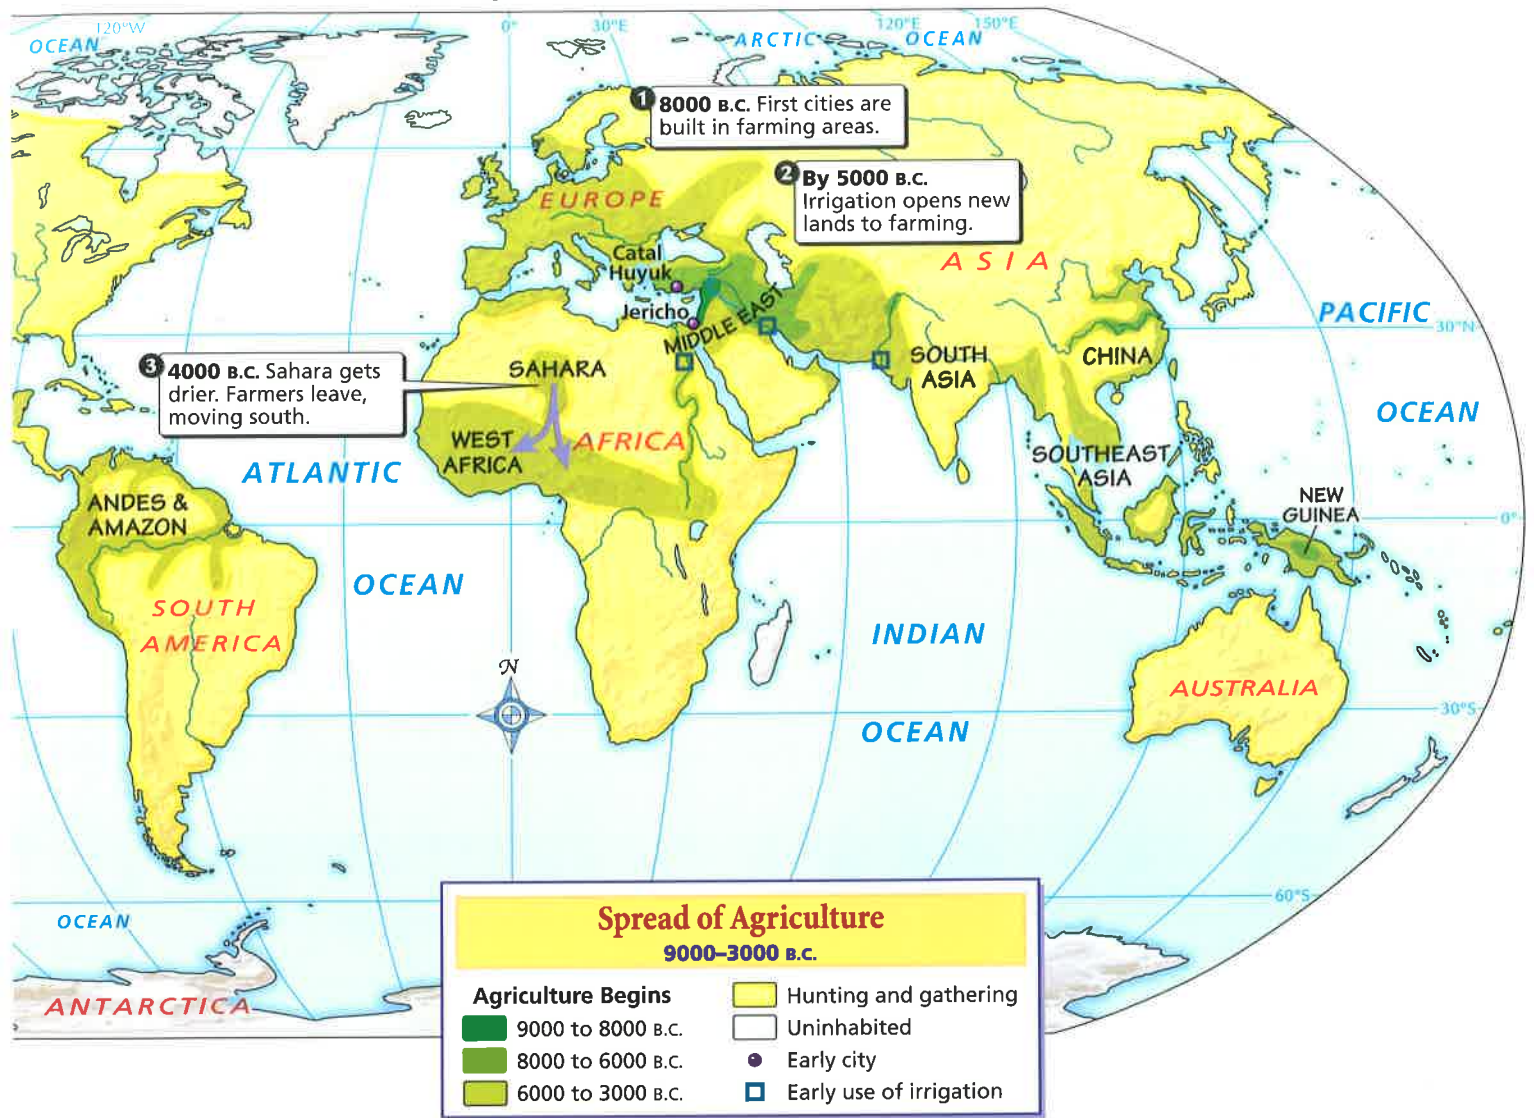 120°W
0°
30°E
120°E
150°E
OCEAN
ARCTIC
OCEAN
1 8000 B.C. First cities are
built in farming areas.
2 By 5000 B.C.
Irrigation opens new
lands to farming.
EUROPE
ASIA
Catal
Huyuk
Jericho
MIDDLE EAST
PACIFIC
30°N
OCEAN
3 4000 B.C. Sahara gets
drier. Farmers leave,
moving south.
SAHARA
SOUTH
ASIA
CHINA
WEST
AFRICA
AFRICA
ATLANTIC
OCEAN
SOUTHEAST
ASIA
NEW
GUINEA
ANDES &
AMAZON
0°
SOUTH
AMERICA
INDIAN
OCEAN
AUSTRALIA
N
30°S
60°S
OCEAN
ANTARCTICA
Spread of Agriculture
9000–3000 B.C.
Agriculture Begins
9000 to 8000 B.C.
8000 to 6000 B.C.
6000 to 3000 B.C.
Hunting and gathering
Uninhabited
Early city
Early use of irrigation